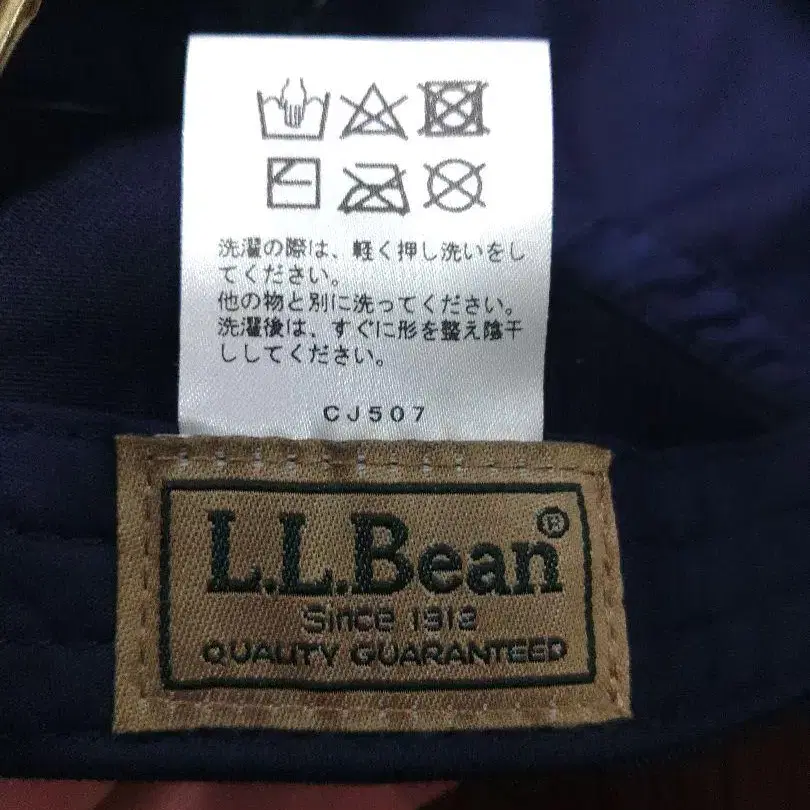 洗濯の際は、軽く押し洗いをし
てください。
他の物と別に洗ってください。
洗濯後は、すぐに形を整え陰干
ししてください。
CJ507
L.L.Bean®
Since 1912
QUALITY GUARANTEED